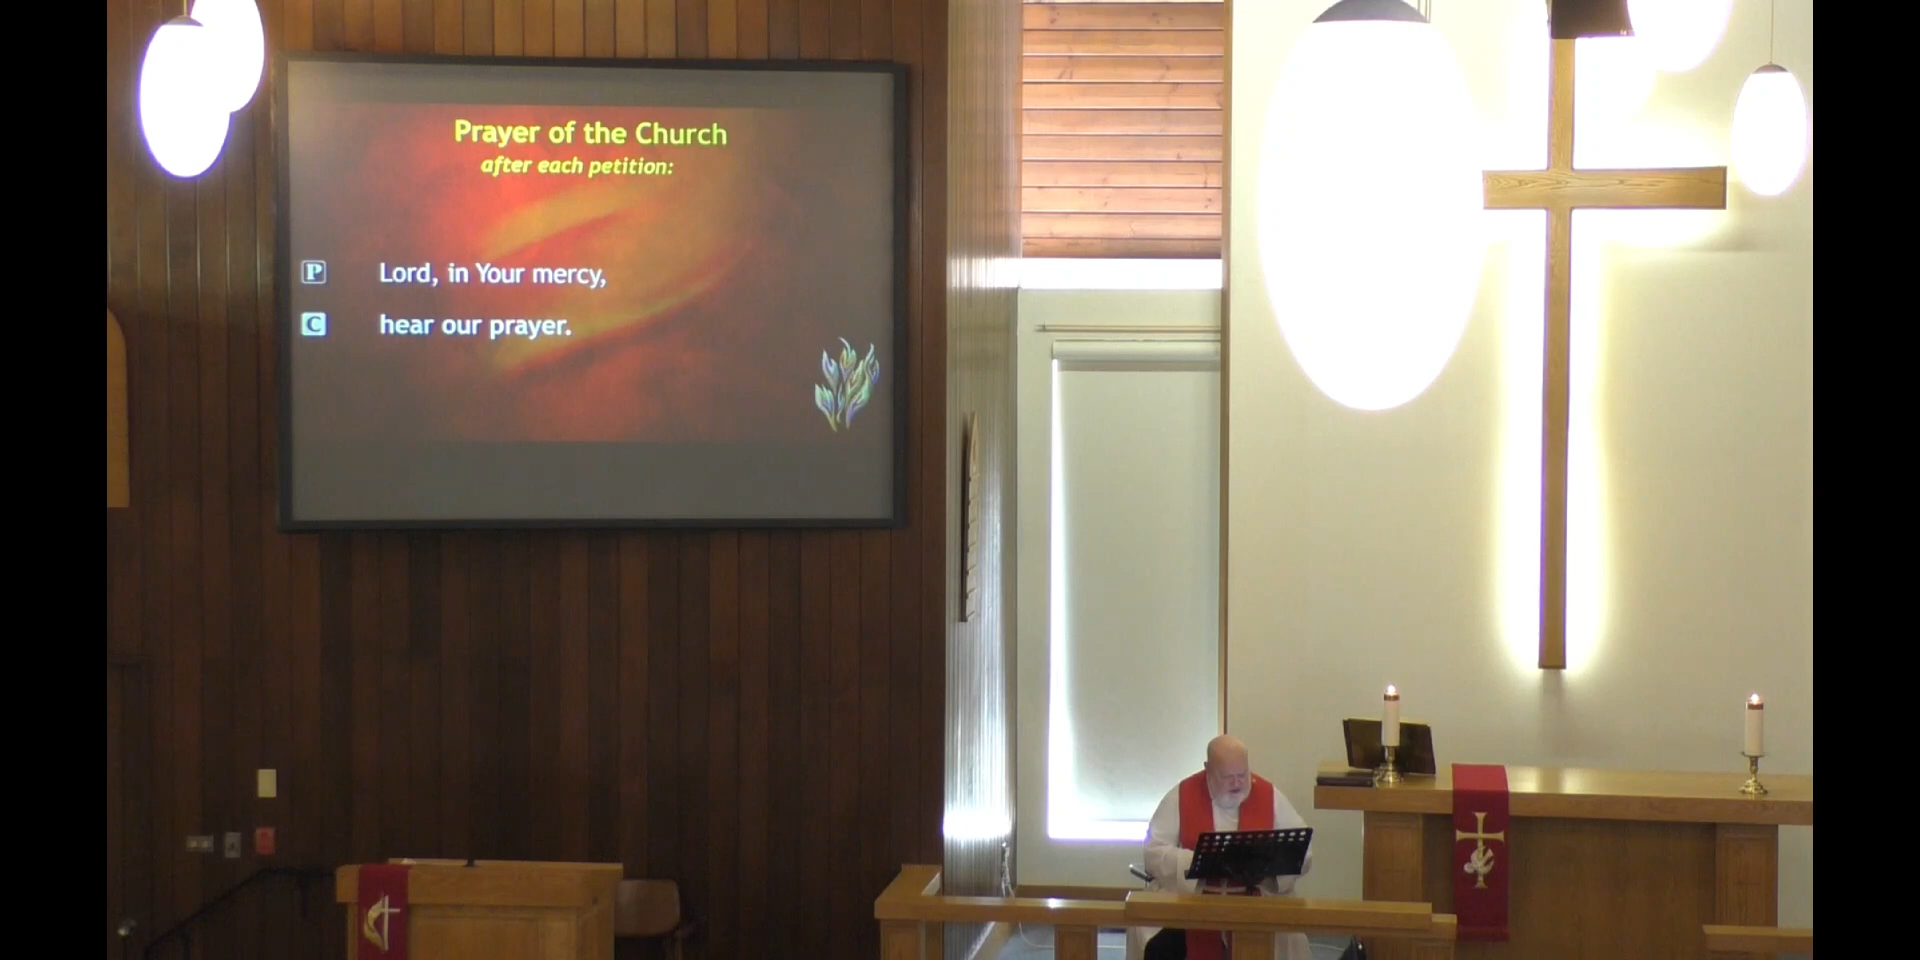 Prayer of the Church
after each petition:
P Lord, in Your mercy,
C hear our prayer.